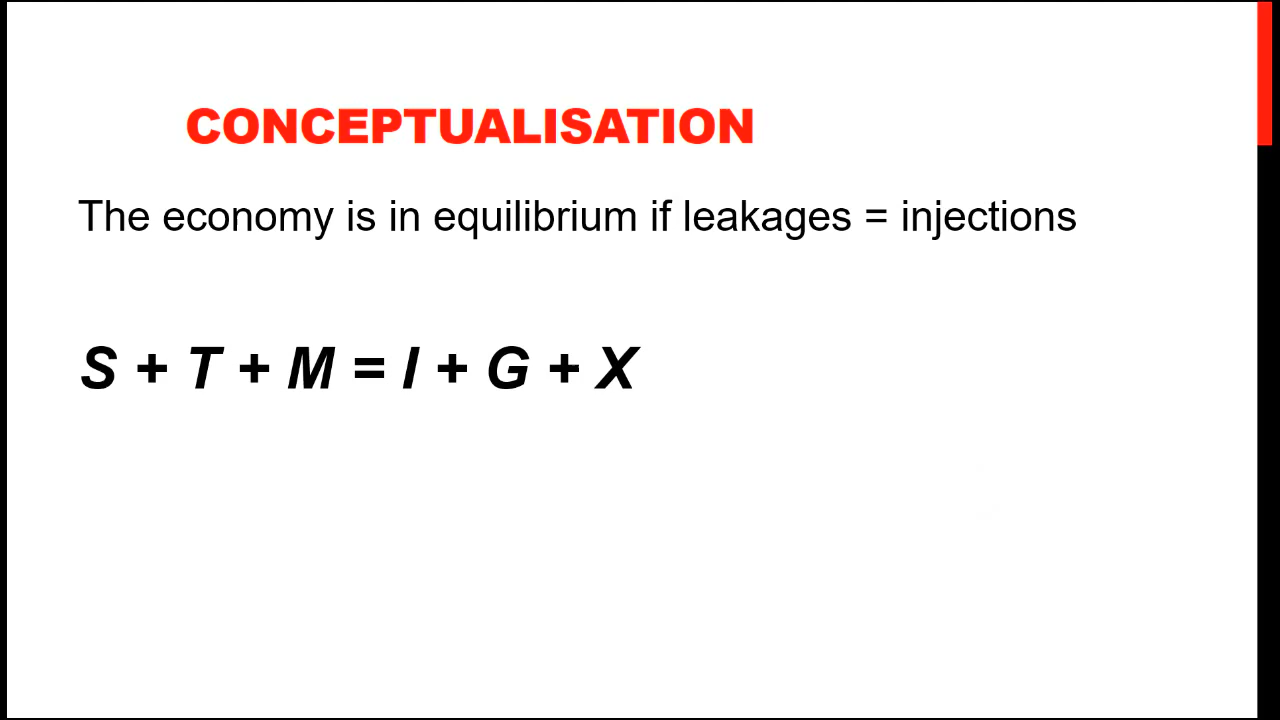 CONCEPTUALISATION
The economy is in equilibrium if leakages = injections
S + T + M = I + G + X